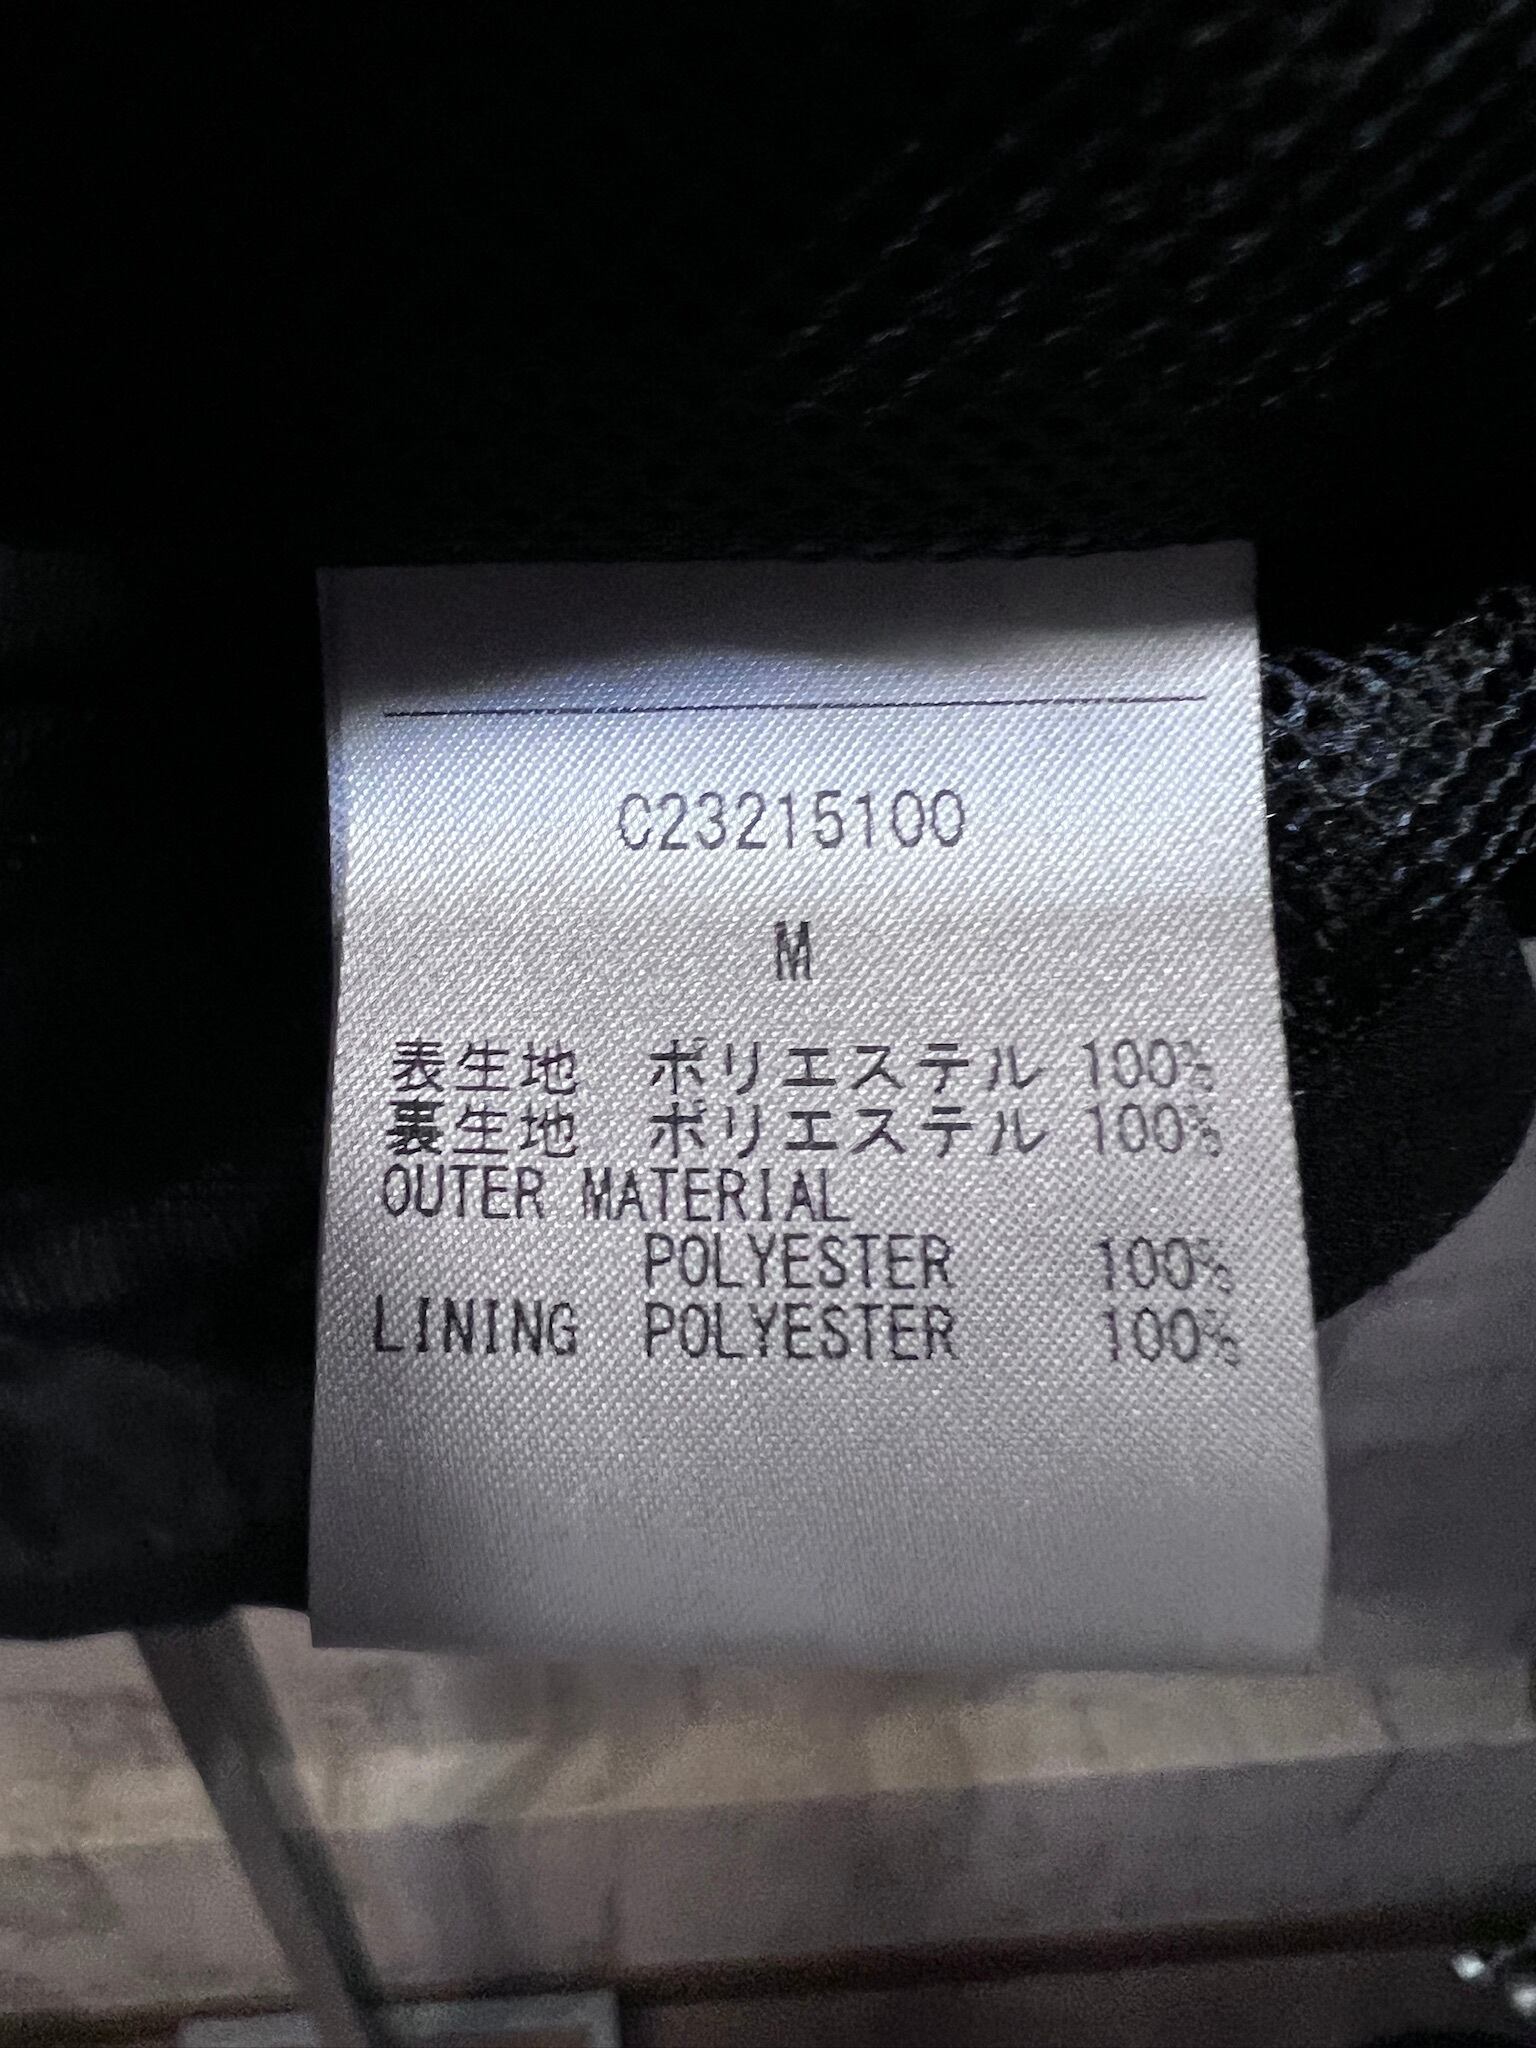 C23215100
M
表生地 ポリエステル 100%
裏生地 ポリエステル 100%
OUTER MATERIAL
POLYESTER 100%
LINING POLYESTER 100%